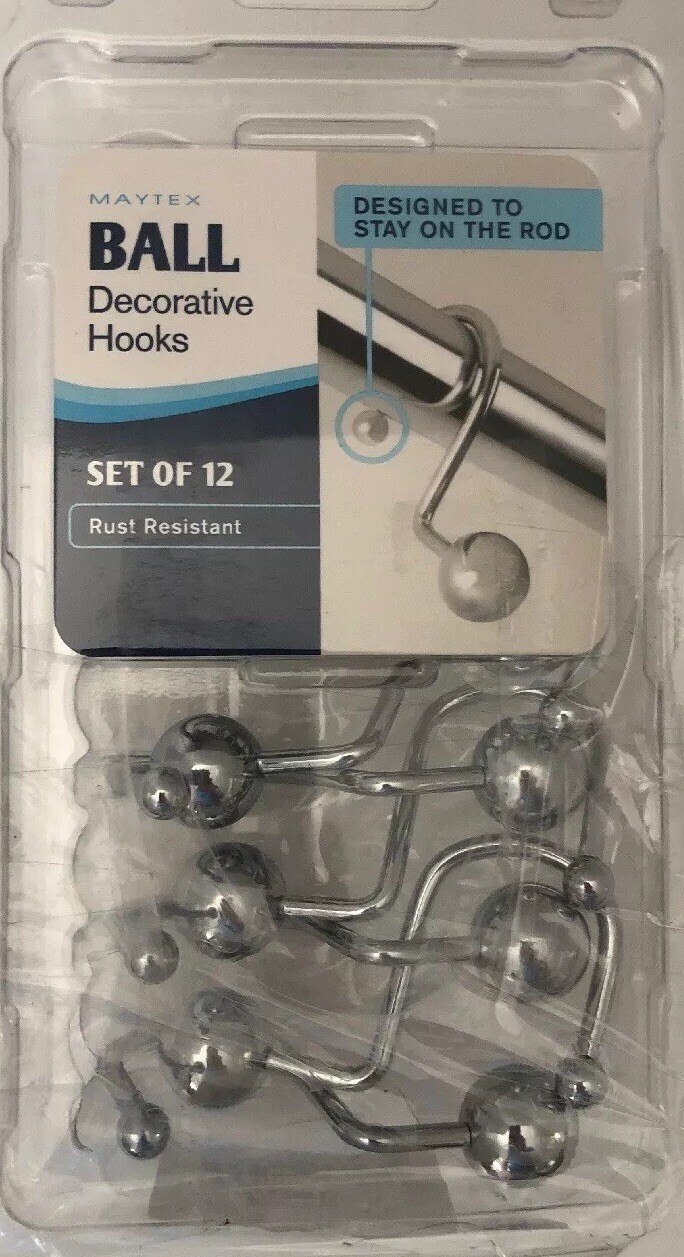 MAYTEX
BALL
Decorative
Hooks
SET OF 12
Rust Resistant
DESIGNED TO
STAY ON THE ROD